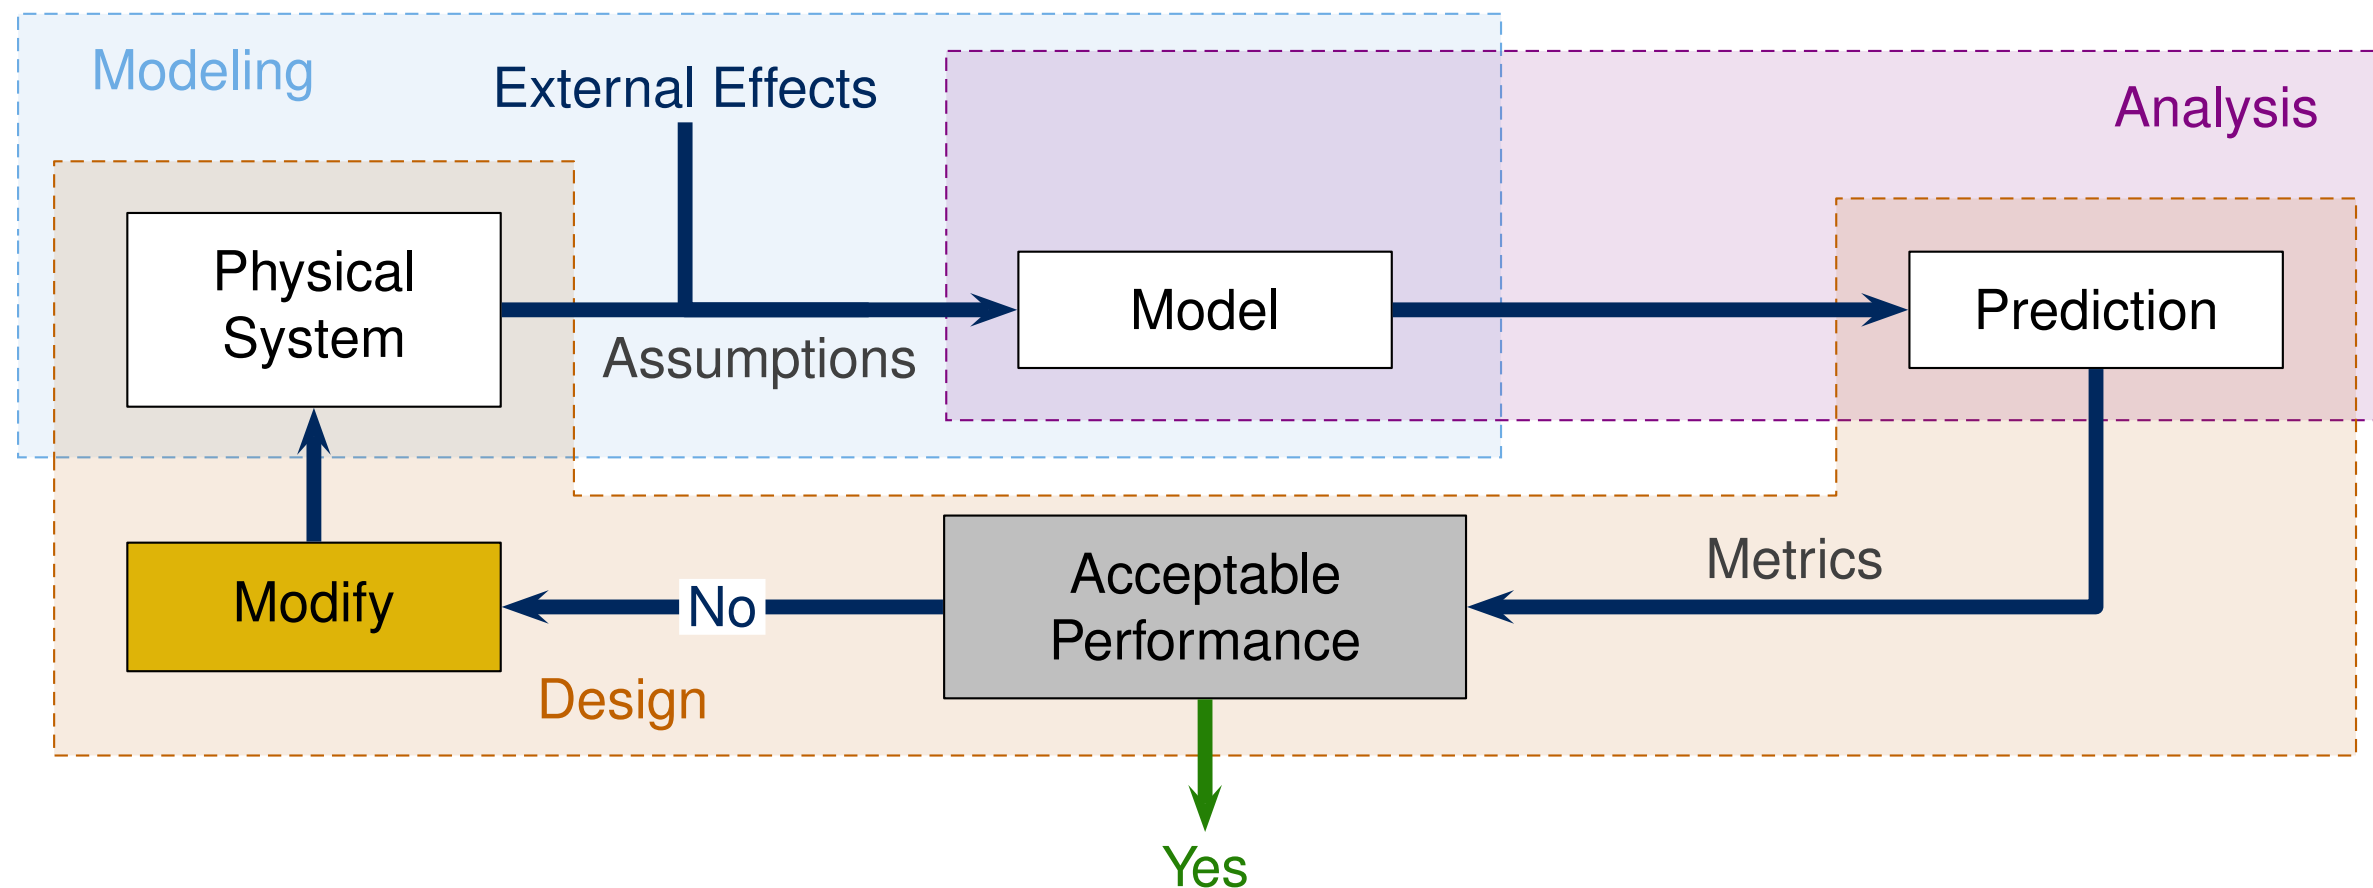 Modeling
External Effects
Analysis
Physical
System
Model
Prediction
Assumptions
Metrics
Acceptable
Performance
No
Modify
Design
Yes